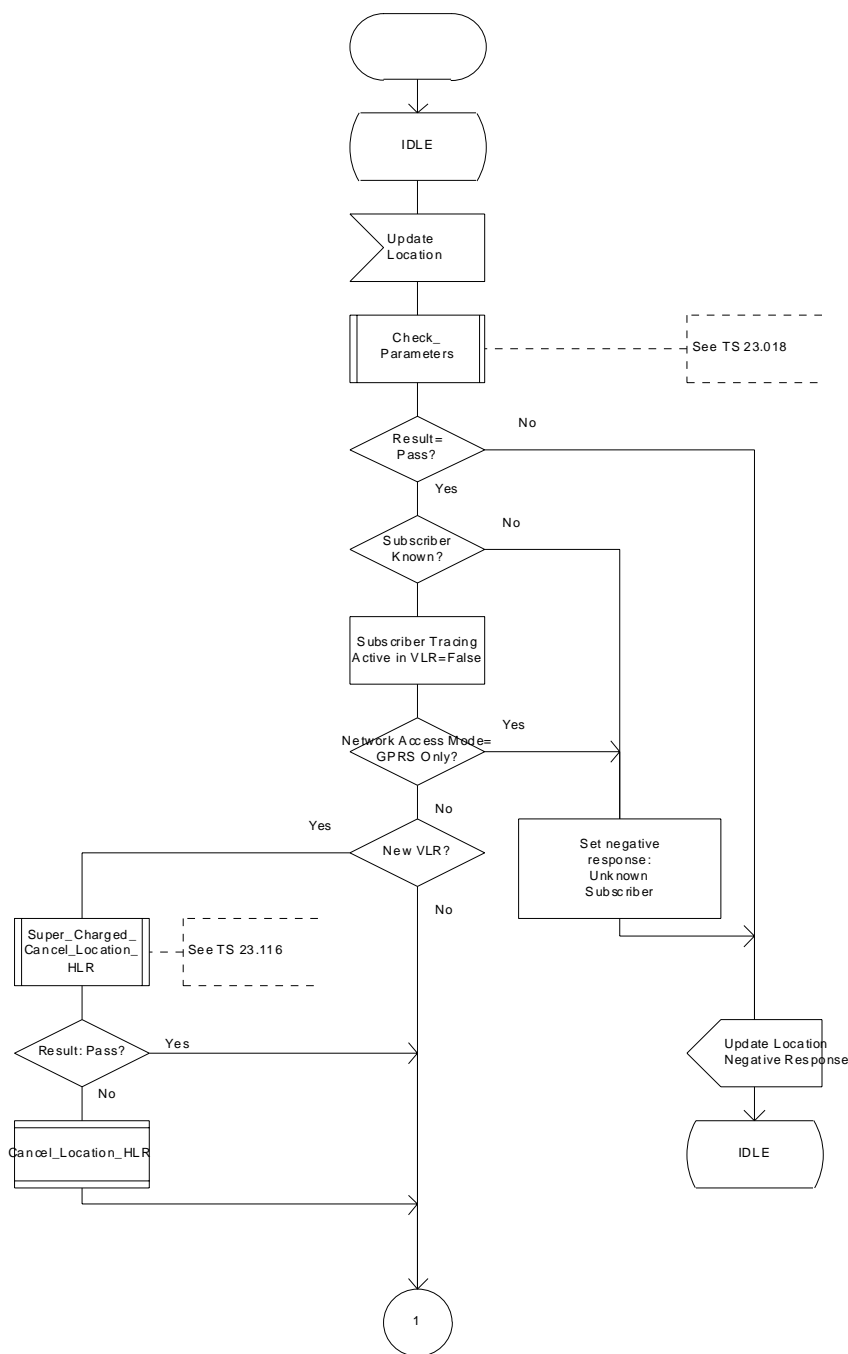 IDLE
Update
Location
Check_
Parameters
See TS 23.018
Result=
Pass?
No
Yes
Subscriber
Known?
No
Subscriber Tracing
Active in VLR=False
Network Access Mode=
GPRS Only?
Yes
No
New VLR?
Yes
No
Set negative
response:
Unknown
Subscriber
Super_Charged_
Cancel_Location_
HLR
See TS 23.116
Result: Pass?
Yes
No
Update Location
Negative Response
Cancel_Location_HLR
IDLE
1